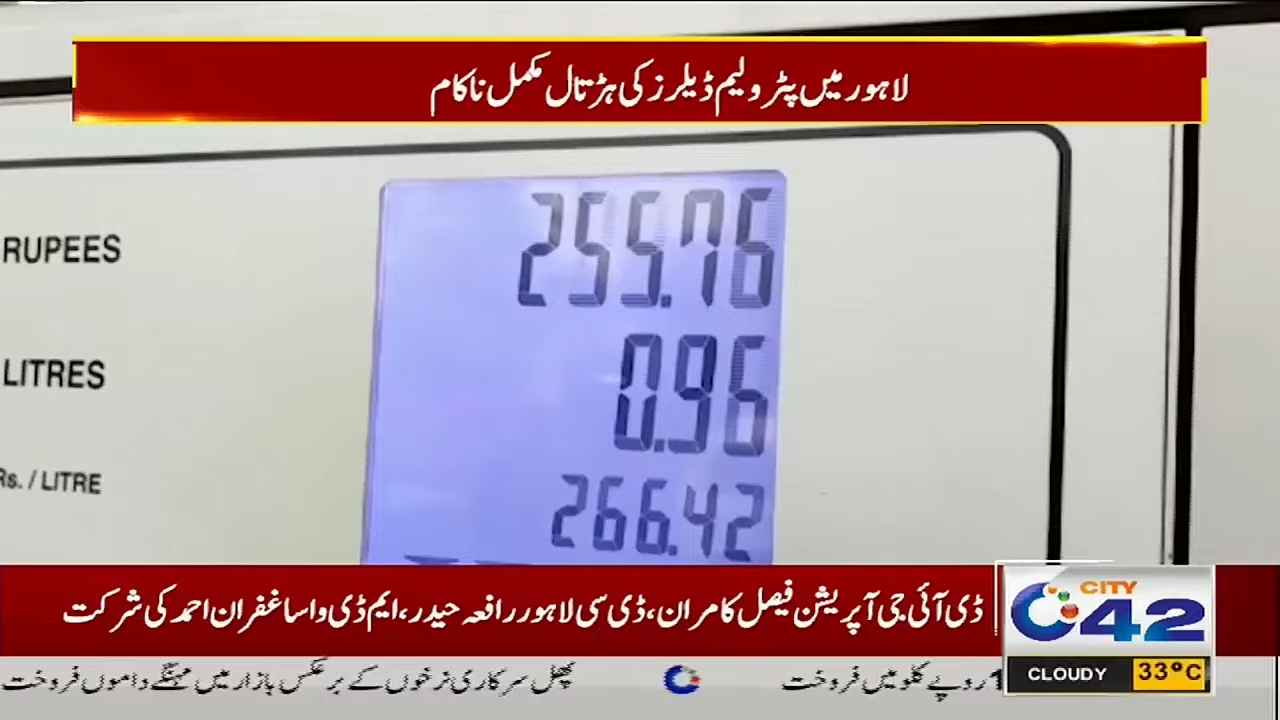 لاہور میں پٹرولیم ڈیلرز کی ہڑتال مکمل ناکام
RUPEES 255.76
LITRES 0.96
Rs. / LITRE 266.42
ڈی آئی جی آپریشن فیصل کامران، ڈی سی لاہور رافعہ حیدر، ایم ڈی واسا غفران احمد کی شرکت
CITY
42
CLOUDY 33°C
روپے کلو میں فروخت
پھل سرکاری نرخوں کے برعکس بازار میں مہنگے داموں فروخت